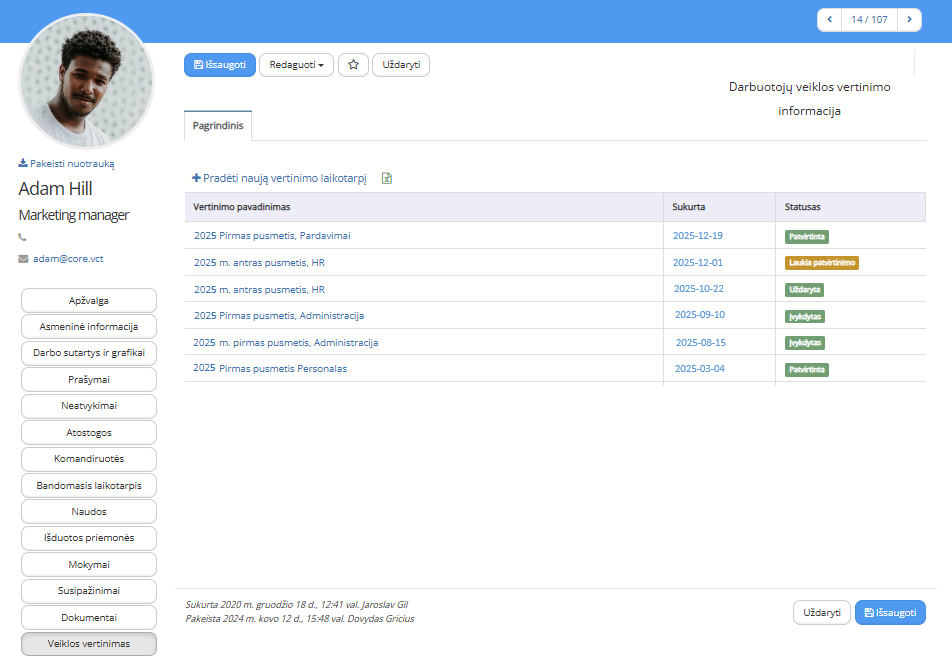 14 / 107
Išsaugoti
Redaguoti
Uždaryti
Darbuotojų veiklos vertinimo
informacija
Pagrindinis
Pakeisti nuotrauką
Adam Hill
Marketing manager
adam@core.vct
Apžvalga
Asmeninė informacija
Darbo sutartys ir grafikai
Prašymai
Neatvykimai
Atostogos
Komandiruotės
Bandomasis laikotarpis
Naudos
Išduotos priemonės
Mokymai
Susipažinimai
Dokumentai
Veiklos vertinimas
Pradėti naują vertinimo laikotarpį
Vertinimo pavadinimas Sukurta Statusas
2025 Pirmas pusmetis, Pardavimai 2025-12-19 Patvirtinta
2025 m. antras pusmetis, HR 2025-12-01 Laukia patvirtinimo
2025 m. antras pusmetis, HR 2025-10-22 Uždaryta
2025 Pirmas pusmetis, Administracija 2025-09-10 Įvykdytas
2025 m. pirmas pusmetis, Administracija 2025-08-15 Įvykdytas
2025 Pirmas pusmetis Personalas 2025-03-04 Patvirtinta
Sukurta 2020 m. gruodžio 18 d., 12:41 val. Jaroslav Gil
Pakeista 2024 m. kovo 12 d., 15:48 val. Dovydas Gricius
Uždaryti
Išsaugoti